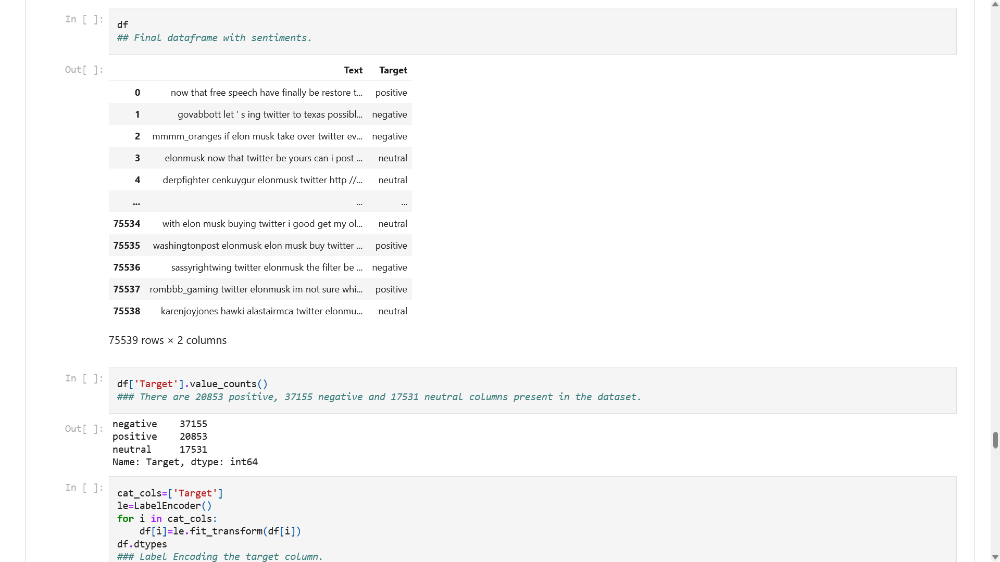 In [ ]:
df
## Final dataframe with sentiments.
Out[ ]:
Text Target
0 now that free speech have finally be restore t... positive
1 govabbott let ’ s ing twitter to texas possibl... negative
2 mmmm_oranges if elon musk take over twitter ev... negative
3 elonmusk now that twitter be yours can i post ... neutral
4 derpfighter cenkuygur elonmusk twitter http //... neutral
... ... ...
75534 with elon musk buying twitter i good get my ol... neutral
75535 washingtonpost elonmusk elon musk buy twitter ... positive
75536 sassyrightwing twitter elonmusk the filter be ... negative
75537 rombbb_gaming twitter elonmusk im not sure whi... positive
75538 karenjoyjones hawki alastairmca twitter elonmu... neutral
75539 rows × 2 columns
In [ ]:
df['Target'].value_counts()
### There are 20853 positive, 37155 negative and 17531 neutral columns present in the dataset.
Out[ ]:
negative    37155
positive    20853
neutral     17531
Name: Target, dtype: int64
In [ ]:
cat_cols=['Target']
le=LabelEncoder()
for i in cat_cols:
    df[i]=le.fit_transform(df[i])
df.dtypes
### Label Encoding the target column.